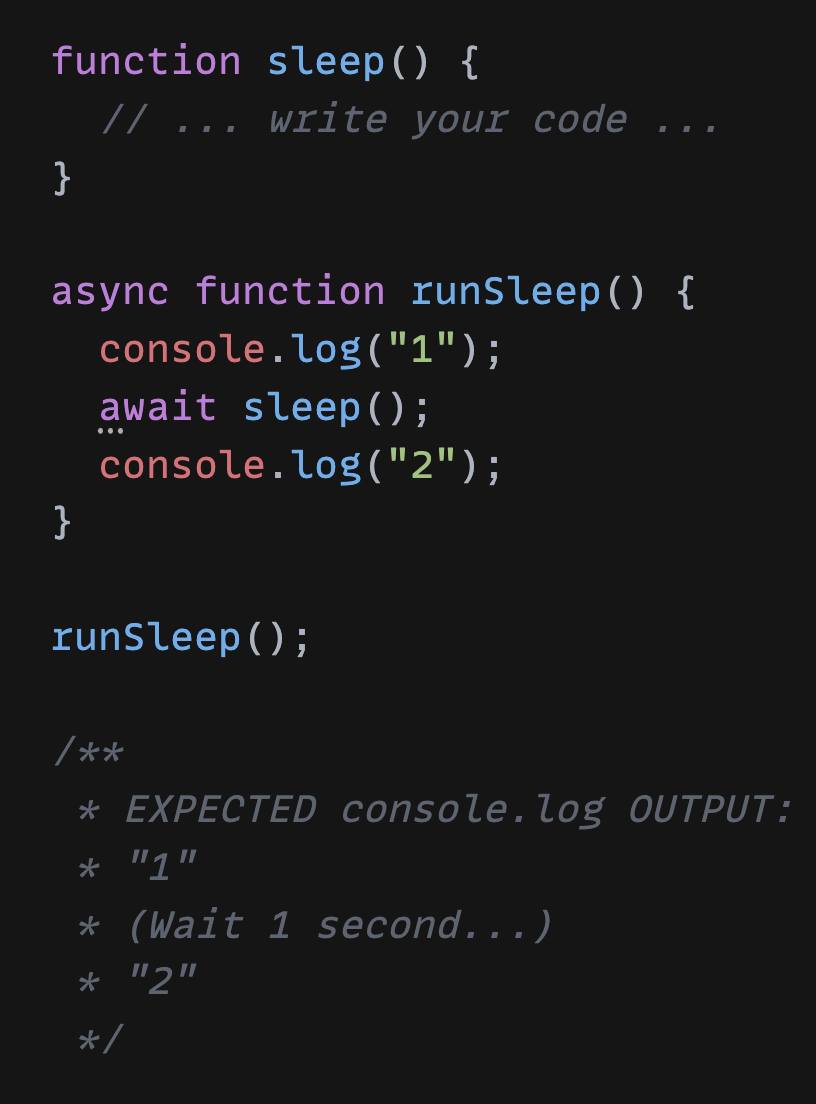 function sleep() {
  // ... write your code ...
}

async function runSleep() {
  console.log("1");
  await sleep();
  console.log("2");
}

runSleep();

/**
 * EXPECTED console.log OUTPUT:
 * "1"
 * (Wait 1 second...)
 * "2"
 */